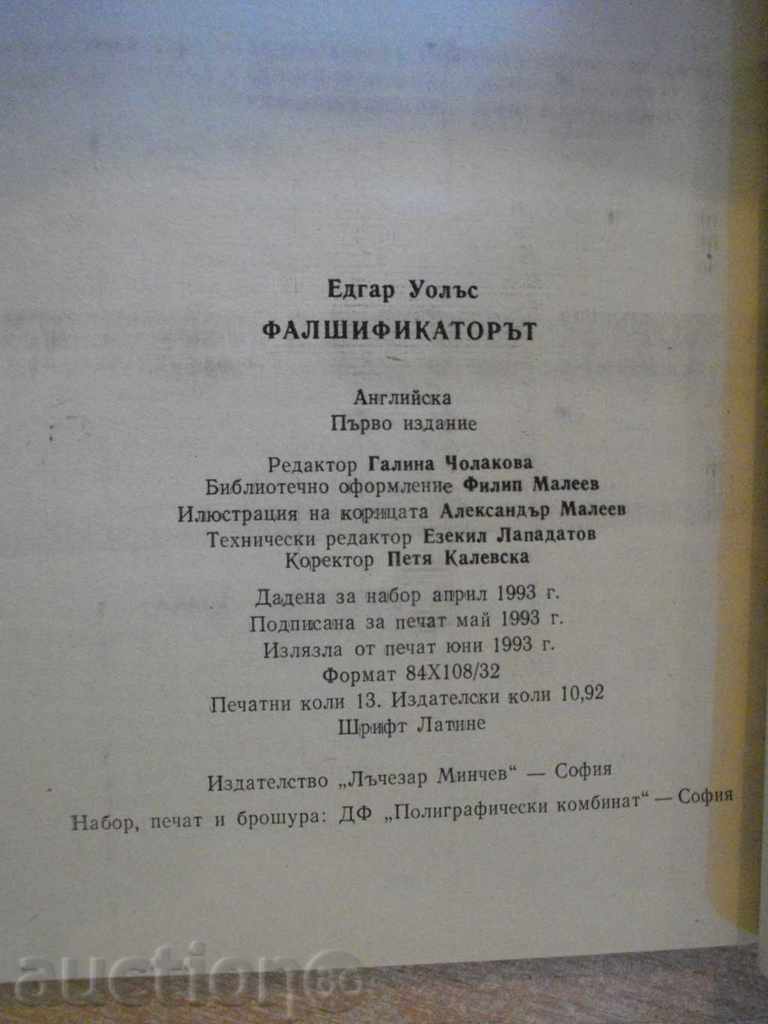 Едгар Уолъс
ФАЛШИФИКАТОРЪТ
Английска
Първо издание
Редактор Галина Чолакова
Библиотечно оформление Филип Малеев
Илюстрация на корицата Александър Малеев
Технически редактор Езекил Лападатов
Коректор Петя Калевска
Дадена за набор април 1993 г.
Подписана за печат май 1993 г.
Излязла от печат юни 1993 г.
Формат 84X108/32
Печатни коли 13. Издателски коли 10,92
Шрифт Латине
Издателство „Лъчезар Минчев“ — София
Набор, печат и брошура: ДФ „Полиграфически комбинат“ — София
auction.bg